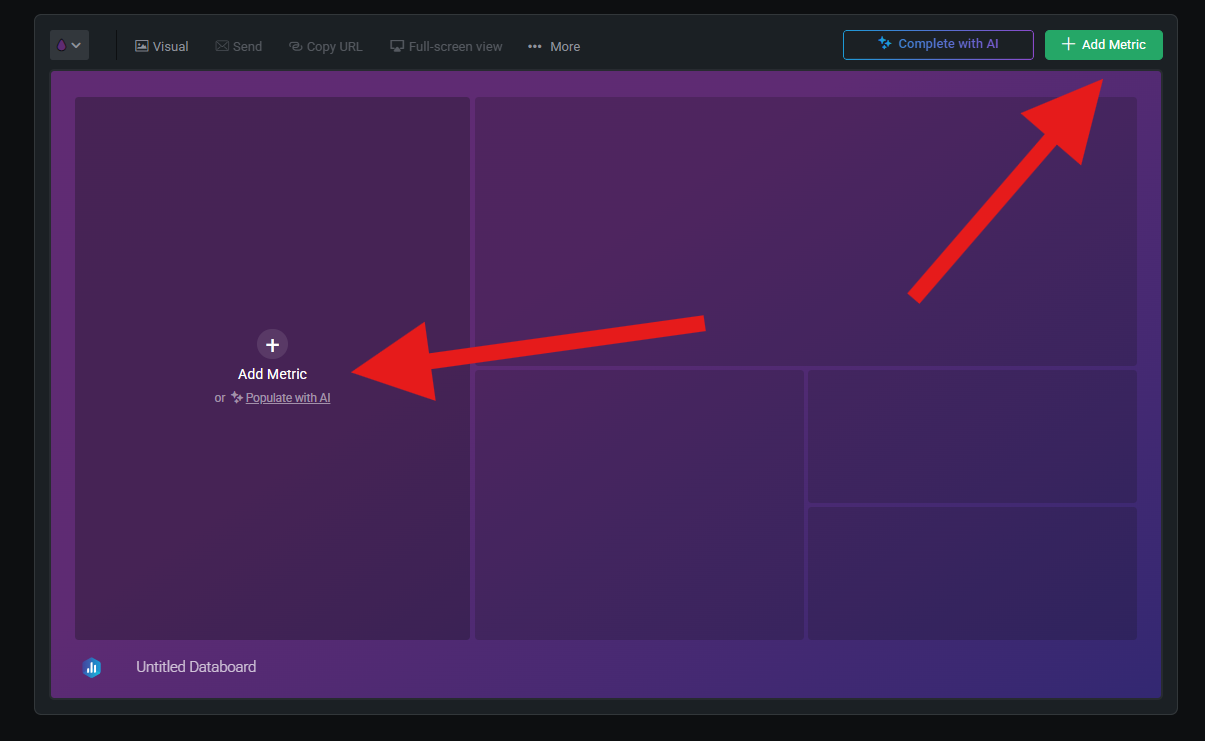 Visual Send Copy URL Full-screen view ••• More Complete with AI + Add Metric
+
Add Metric
or Populate with AI
Untitled Databoard